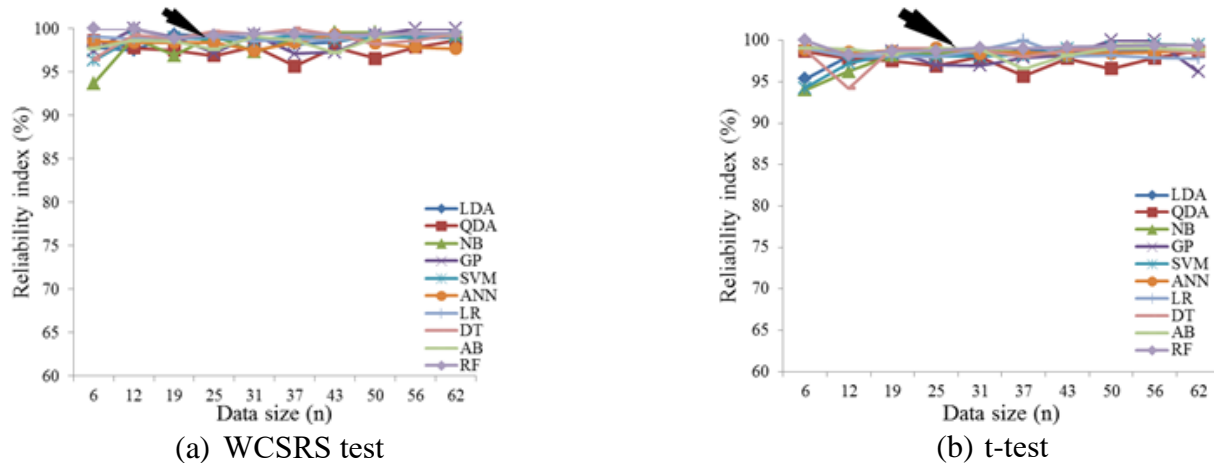 Reliability index (%)
100
95
90
85
80
75
70
65
60
LDA
QDA
NB
GP
SVM
ANN
LR
DT
AB
RF
6 12 19 25 31 37 43 50 56 62
Data size (n)
(a) WCSRS test
Reliability index (%)
100
95
90
85
80
75
70
65
60
LDA
QDA
NB
GP
SVM
ANN
LR
DT
AB
RF
6 12 19 25 31 37 43 50 56 62
Data size (n)
(b) t-test